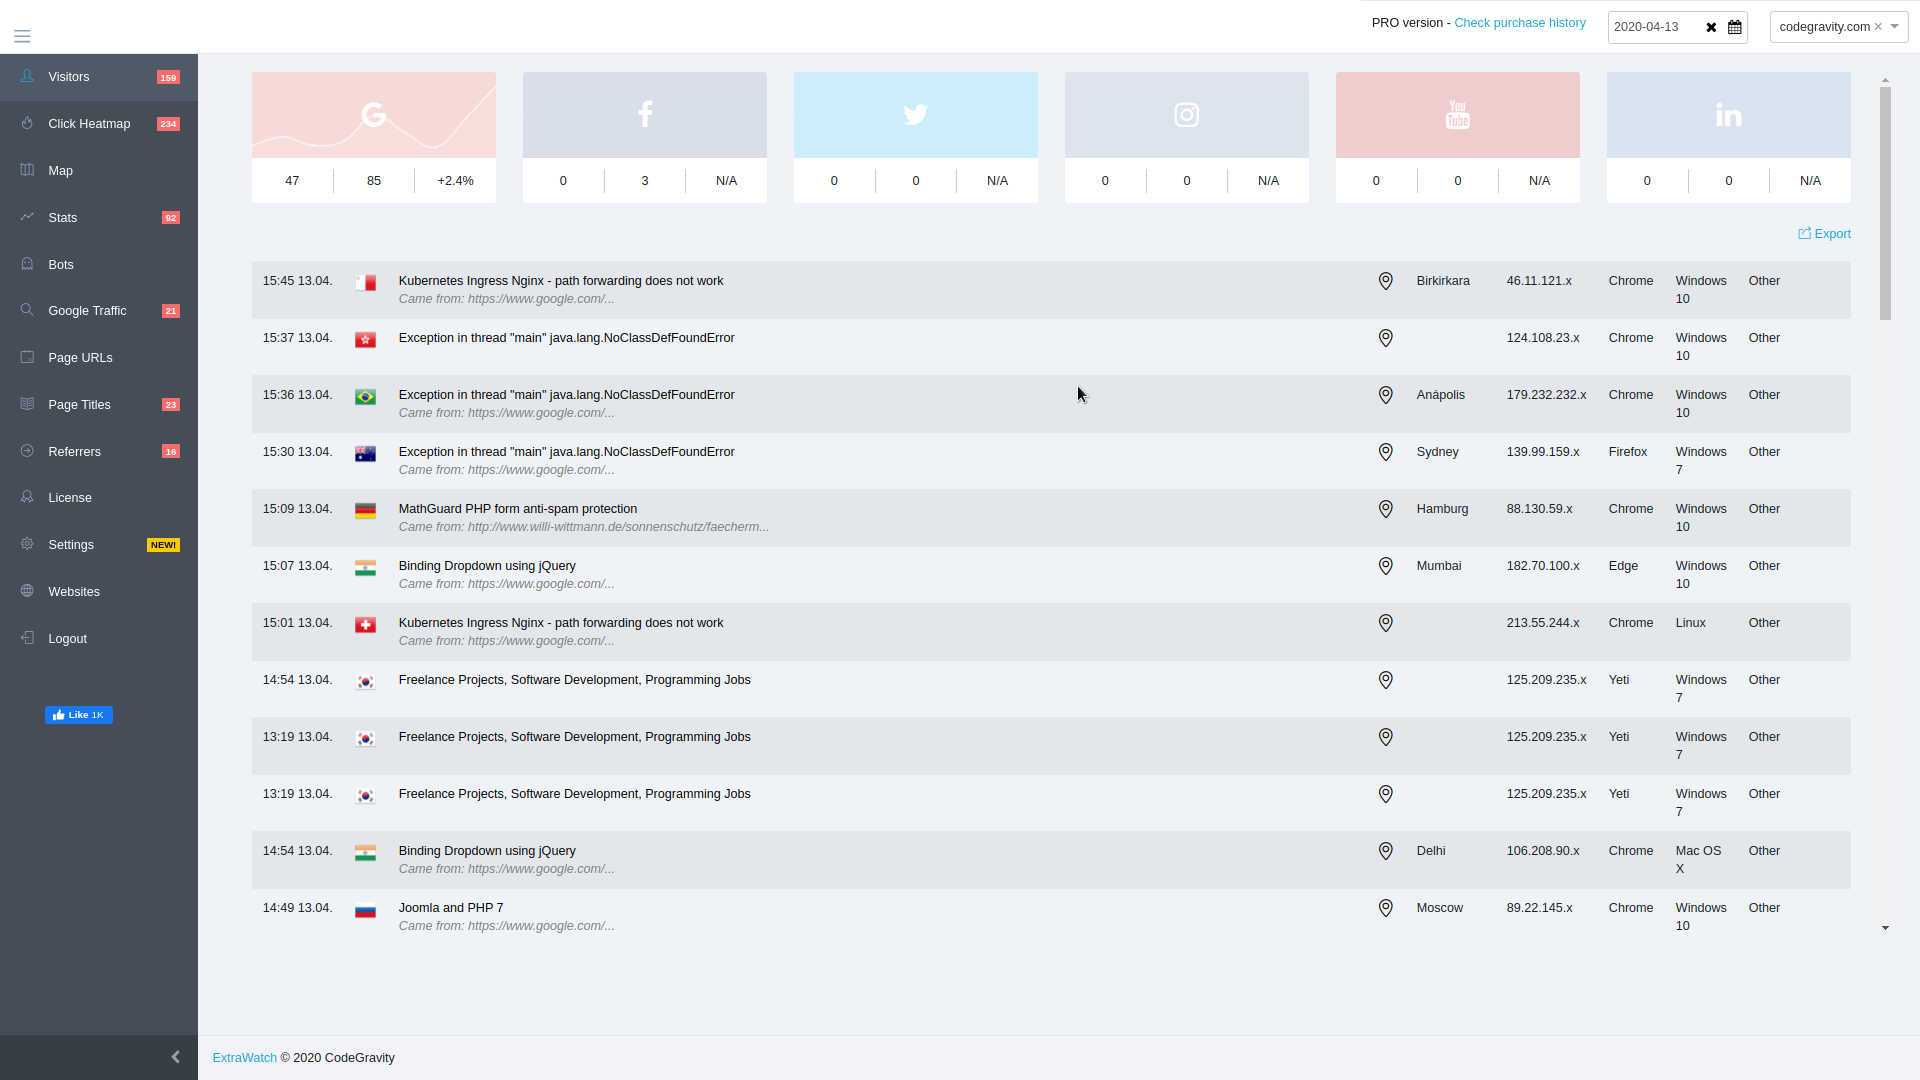 PRO version - Check purchase history
2020-04-13
codegravity.com ×
Visitors 159
Click Heatmap 234
Map
Stats 92
Bots
Google Traffic 21
Page URLs
Page Titles 23
Referrers 16
License
Settings NEW!
Websites
Logout
Like 1K
G f You Tube in
47 85 +2.4% 0 3 N/A 0 0 N/A 0 0 N/A 0 0 N/A 0 0 N/A
Export
15:45 13.04. Kubernetes Ingress Nginx - path forwarding does not work Birkirkara 46.11.121.x Chrome Windows Other
Came from: https://www.google.com/... 10
15:37 13.04. Exception in thread "main" java.lang.NoClassDefFoundError 124.108.23.x Chrome Windows Other
10
15:36 13.04. Exception in thread "main" java.lang.NoClassDefFoundError Anápolis 179.232.232.x Chrome Windows Other
Came from: https://www.google.com/... 10
15:30 13.04. Exception in thread "main" java.lang.NoClassDefFoundError Sydney 139.99.159.x Firefox Windows Other
Came from: https://www.google.com/... 7
15:09 13.04. MathGuard PHP form anti-spam protection Hamburg 88.130.59.x Chrome Windows Other
Came from: http://www.willi-wittmann.de/sonnenschutz/faecherm... 10
15:07 13.04. Binding Dropdown using jQuery Mumbai 182.70.100.x Edge Windows Other
Came from: https://www.google.com/... 10
15:01 13.04. Kubernetes Ingress Nginx - path forwarding does not work 213.55.244.x Chrome Linux Other
Came from: https://www.google.com/...
14:54 13.04. Freelance Projects, Software Development, Programming Jobs 125.209.235.x Yeti Windows Other
7
13:19 13.04. Freelance Projects, Software Development, Programming Jobs 125.209.235.x Yeti Windows Other
7
13:19 13.04. Freelance Projects, Software Development, Programming Jobs 125.209.235.x Yeti Windows Other
7
14:54 13.04. Binding Dropdown using jQuery Delhi 106.208.90.x Chrome Mac OS Other
Came from: https://www.google.com/... X
14:49 13.04. Joomla and PHP 7 Moscow 89.22.145.x Chrome Windows Other
Came from: https://www.google.com/... 10
ExtraWatch © 2020 CodeGravity